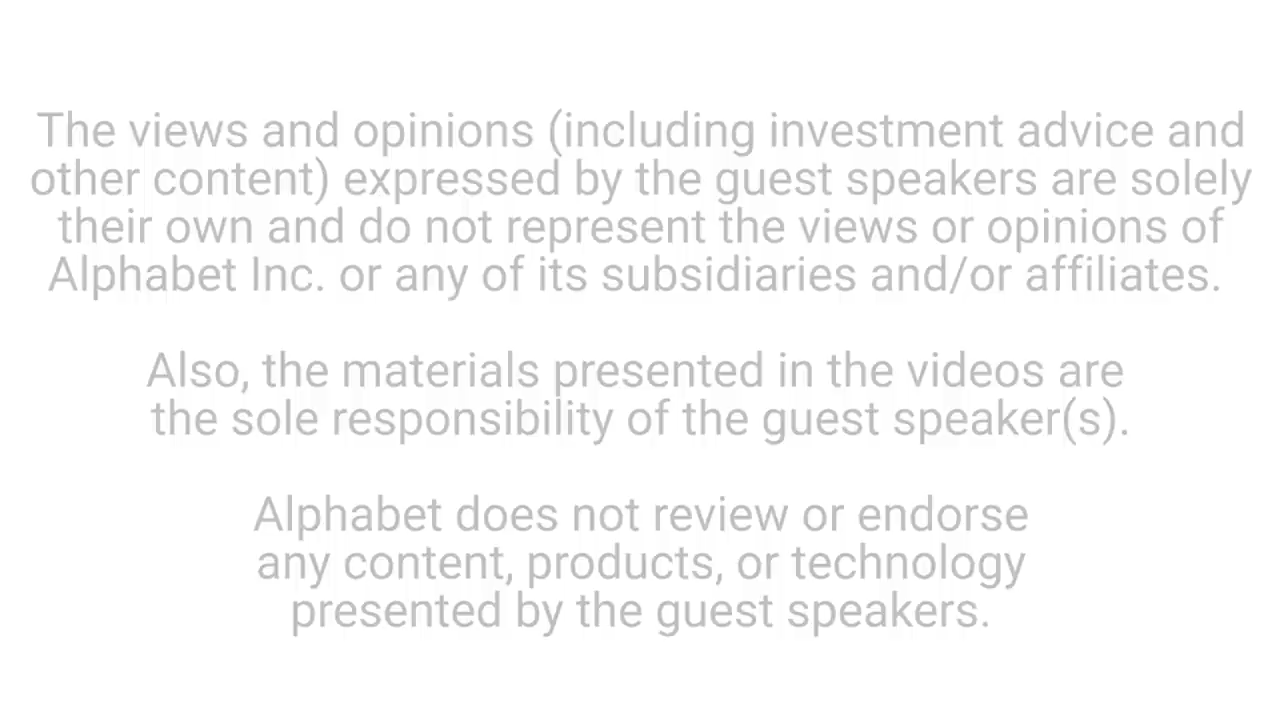 The views and opinions (including investment advice and
other content) expressed by the guest speakers are solely
their own and do not represent the views or opinions of
Alphabet Inc. or any of its subsidiaries and/or affiliates.
Also, the materials presented in the videos are
the sole responsibility of the guest speaker(s).
Alphabet does not review or endorse
any content, products, or technology
presented by the guest speakers.